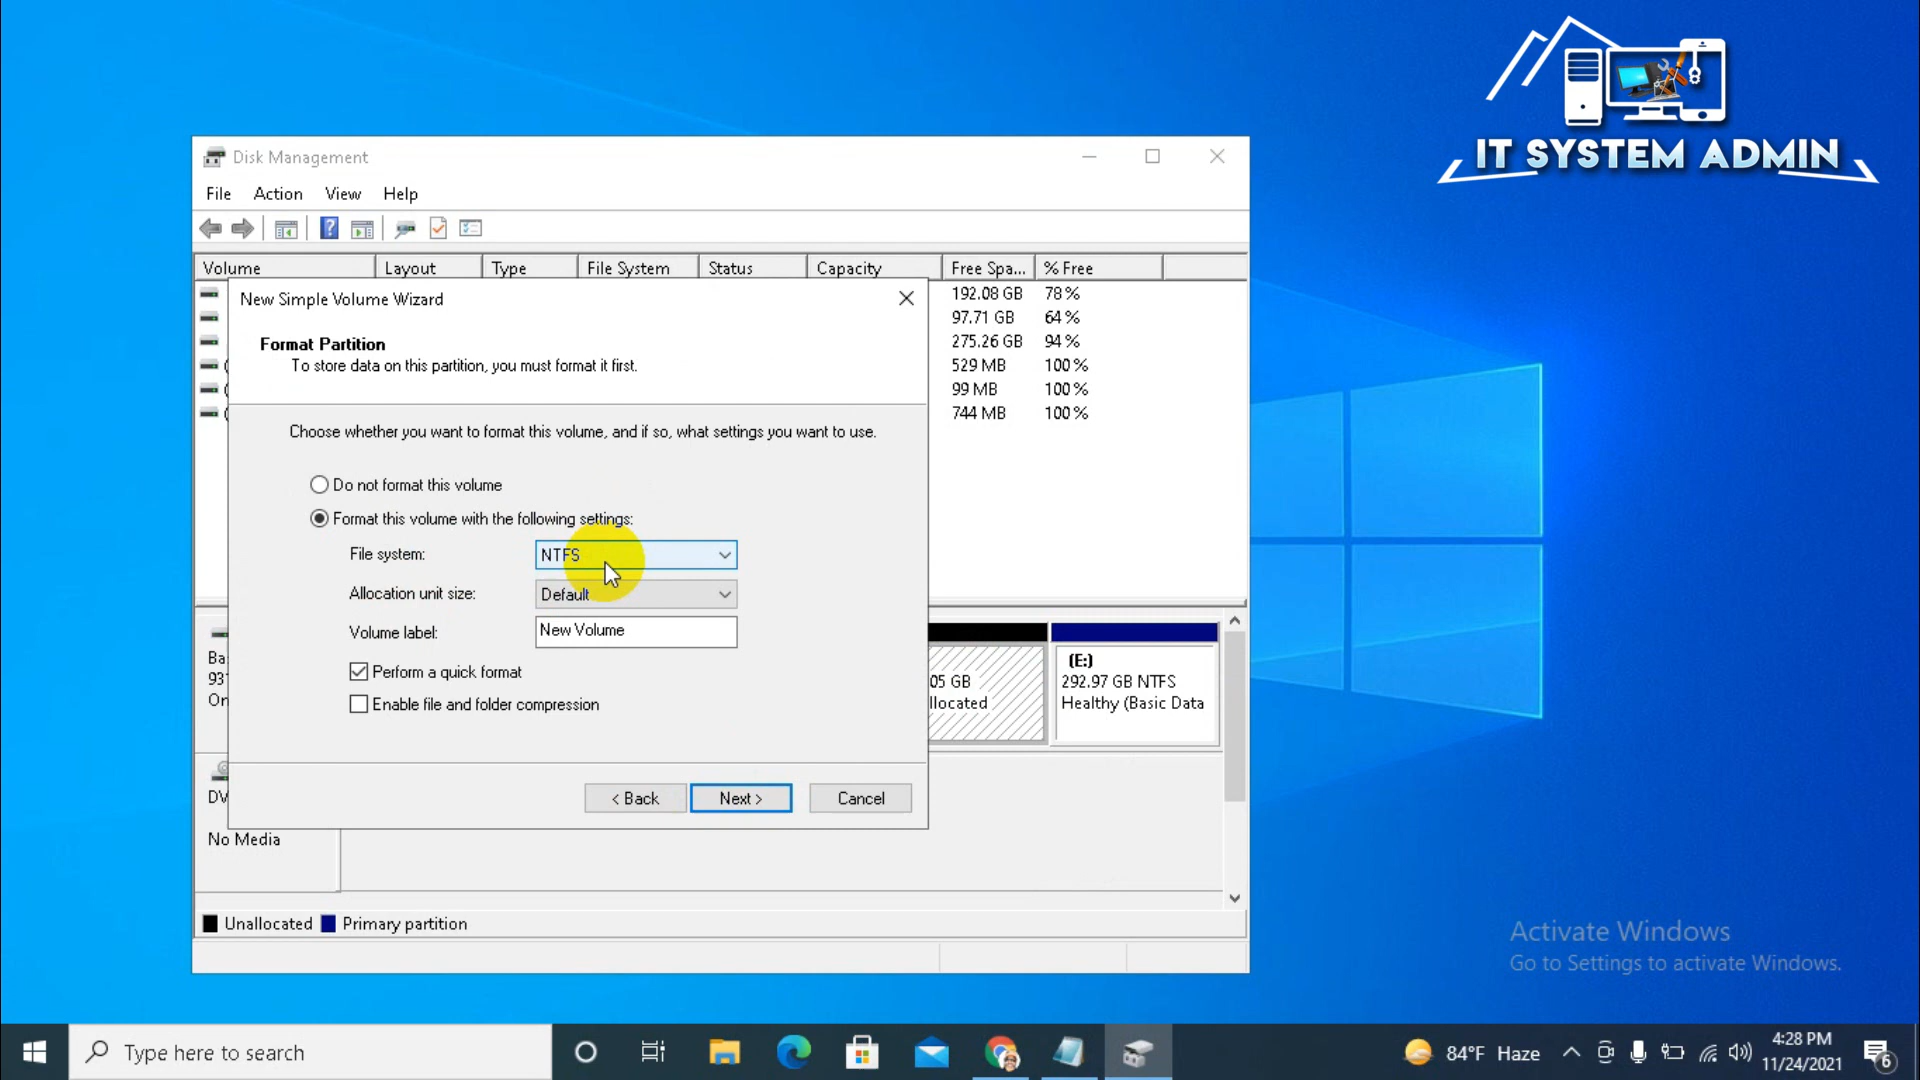 IT SYSTEM ADMIN
Disk Management
File Action View Help
Volume Layout Type File System Status Capacity Free Spa... % Free
192.08 GB 78 %
97.71 GB 64 %
275.26 GB 94 %
529 MB 100 %
99 MB 100 %
744 MB 100 %
New Simple Volume Wizard
Format Partition
To store data on this partition, you must format it first.
Choose whether you want to format this volume, and if so, what settings you want to use.
Do not format this volume
Format this volume with the following settings:
File system: NTFS
Allocation unit size: Default
Volume label: New Volume
Perform a quick format
Enable file and folder compression
< Back Next > Cancel
Ba
931
On
05 GB
llocated
(E:)
292.97 GB NTFS
Healthy (Basic Data
DV
No Media
Unallocated Primary partition
Activate Windows
Go to Settings to activate Windows.
Type here to search
84°F Haze
4:28 PM
11/24/2021
6